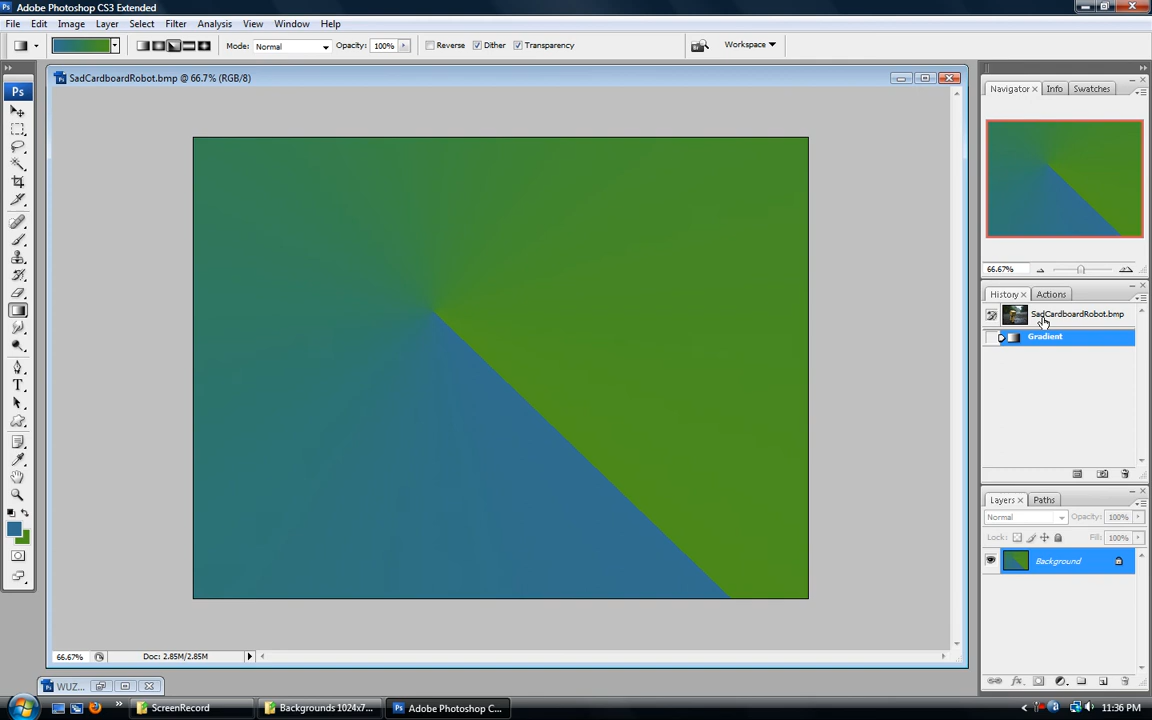 Adobe Photoshop CS3 Extended
File Edit Image Layer Select Filter Analysis View Window Help
Mode: Normal Opacity: 100% Reverse Dither Transparency Workspace
SadCardboardRobot.bmp @ 66.7% (RGB/8)
Ps
T
66.67% Doc: 2.85M/2.85M
Navigator Info Swatches
66.67%
History Actions
SadCardboardRobot.bmp
Gradient
Layers Paths
Normal Opacity: 100%
Lock: Fill: 100%
Background
WUZ...
ScreenRecord Backgrounds 1024x7... Adobe Photoshop C... 11:36 PM